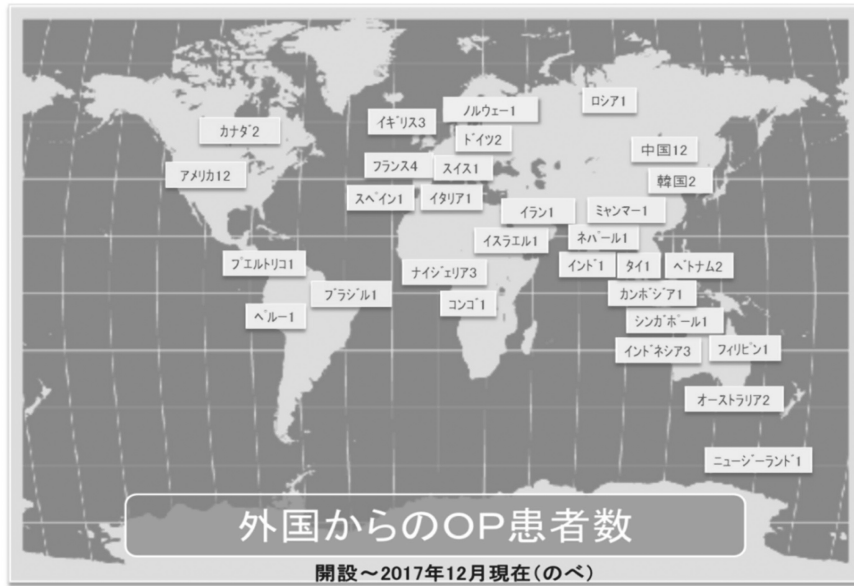 ノルウェー1
ロシア1
イギリス3
カナダ2
ドイツ2
中国12
フランス4
スイス1
アメリカ12
韓国2
スペイン1
イタリア1
イラン1
ミャンマー1
イスラエル1
ネパール1
プエルトリコ1
ナイジェリア3
インド1
タイ1
ベトナム2
ブラジル1
コンゴ1
カンボジア1
ペルー1
シンガポール1
インドネシア3
フィリピン1
オーストラリア2
ニュージーランド1
外国からのOP患者数
開設～2017年12月現在(のべ)